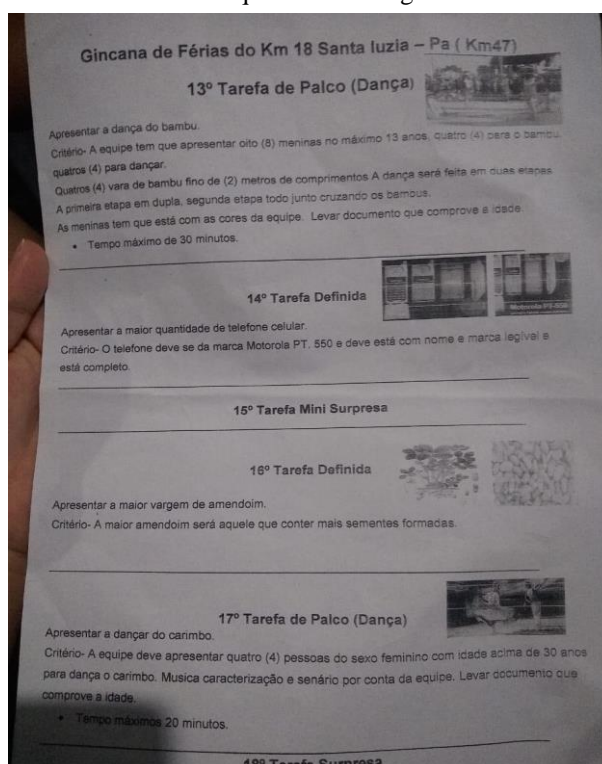 Gincana de Férias do Km 18 Santa luzia – Pa ( Km47)
13º Tarefa de Palco (Dança)
Apresentar a dança do bambu.
Critério- A equipe tem que apresentar oito (8) meninas no máximo 13 anos, quatro (4) para o bambu,
quatros (4) para dançar.
Quatros (4) vara de bambu fino de (2) metros de comprimentos A dança será feita em duas etapas
A primeira etapa em dupla, segunda etapa todo junto cruzando os bambus.
As meninas tem que está com as cores da equipe. Levar documento que comprove a idade.
• Tempo máximo de 30 minutos.
14º Tarefa Definida
Apresentar a maior quantidade de telefone celular.
Critério- O telefone deve se da marca Motorola PT. 550 e deve está com nome e marca legível e
está completo.
15º Tarefa Mini Surpresa
16º Tarefa Definida
Apresentar a maior vargem de amendoim.
Critério- A maior amendoim será aquele que conter mais sementes formadas.
17º Tarefa de Palco (Dança)
Apresentar a dançar do carimbo.
Critério- A equipe deve apresentar quatro (4) pessoas do sexo feminino com idade acima de 30 anos
para dança o carimbo. Musica caracterização e senário por conta da equipe. Levar documento que
comprove a idade.
• Tempo máximos 20 minutos.
18º Tarefa Surpresa